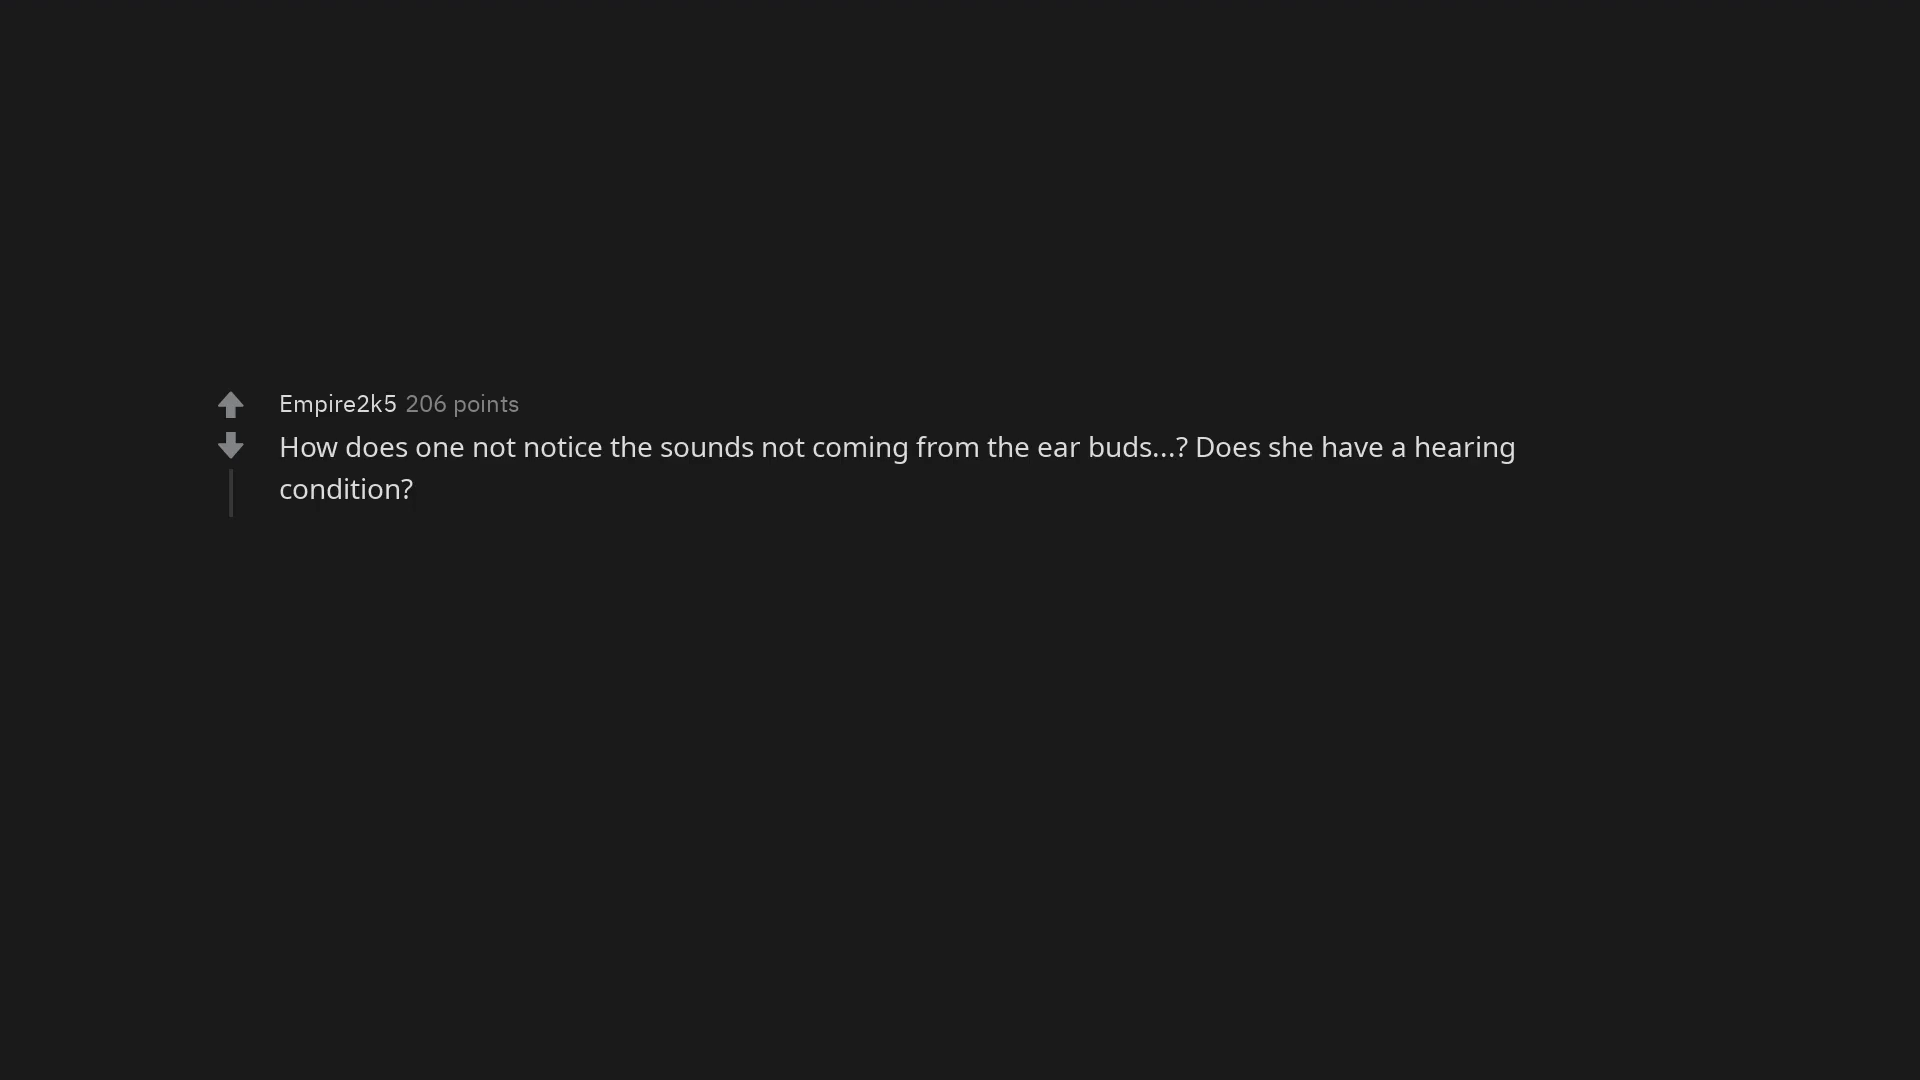 Empire2k5 206 points
How does one not notice the sounds not coming from the ear buds...? Does she have a hearing
condition?